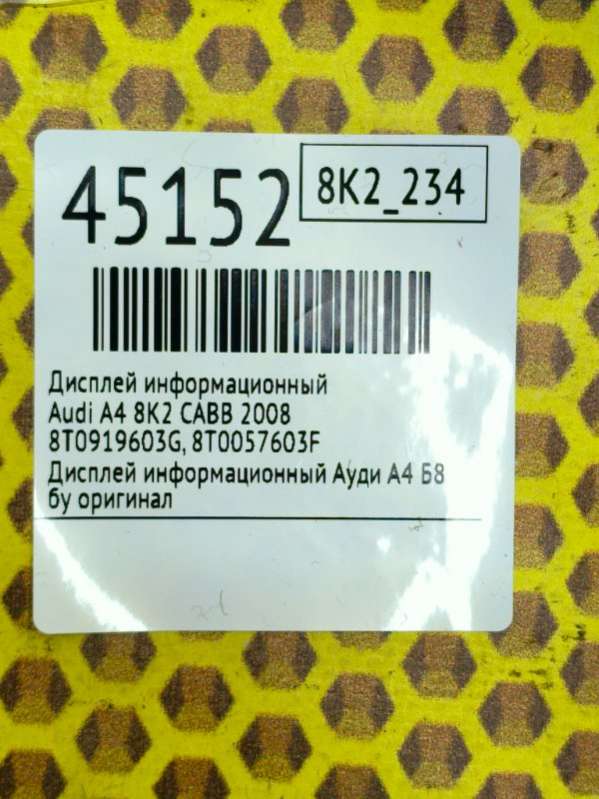 45152
8K2_234
Дисплей информационный
Audi A4 8K2 CABB 2008
8T0919603G, 8T0057603F
Дисплей информационный Ауди А4 Б8
бу оригинал